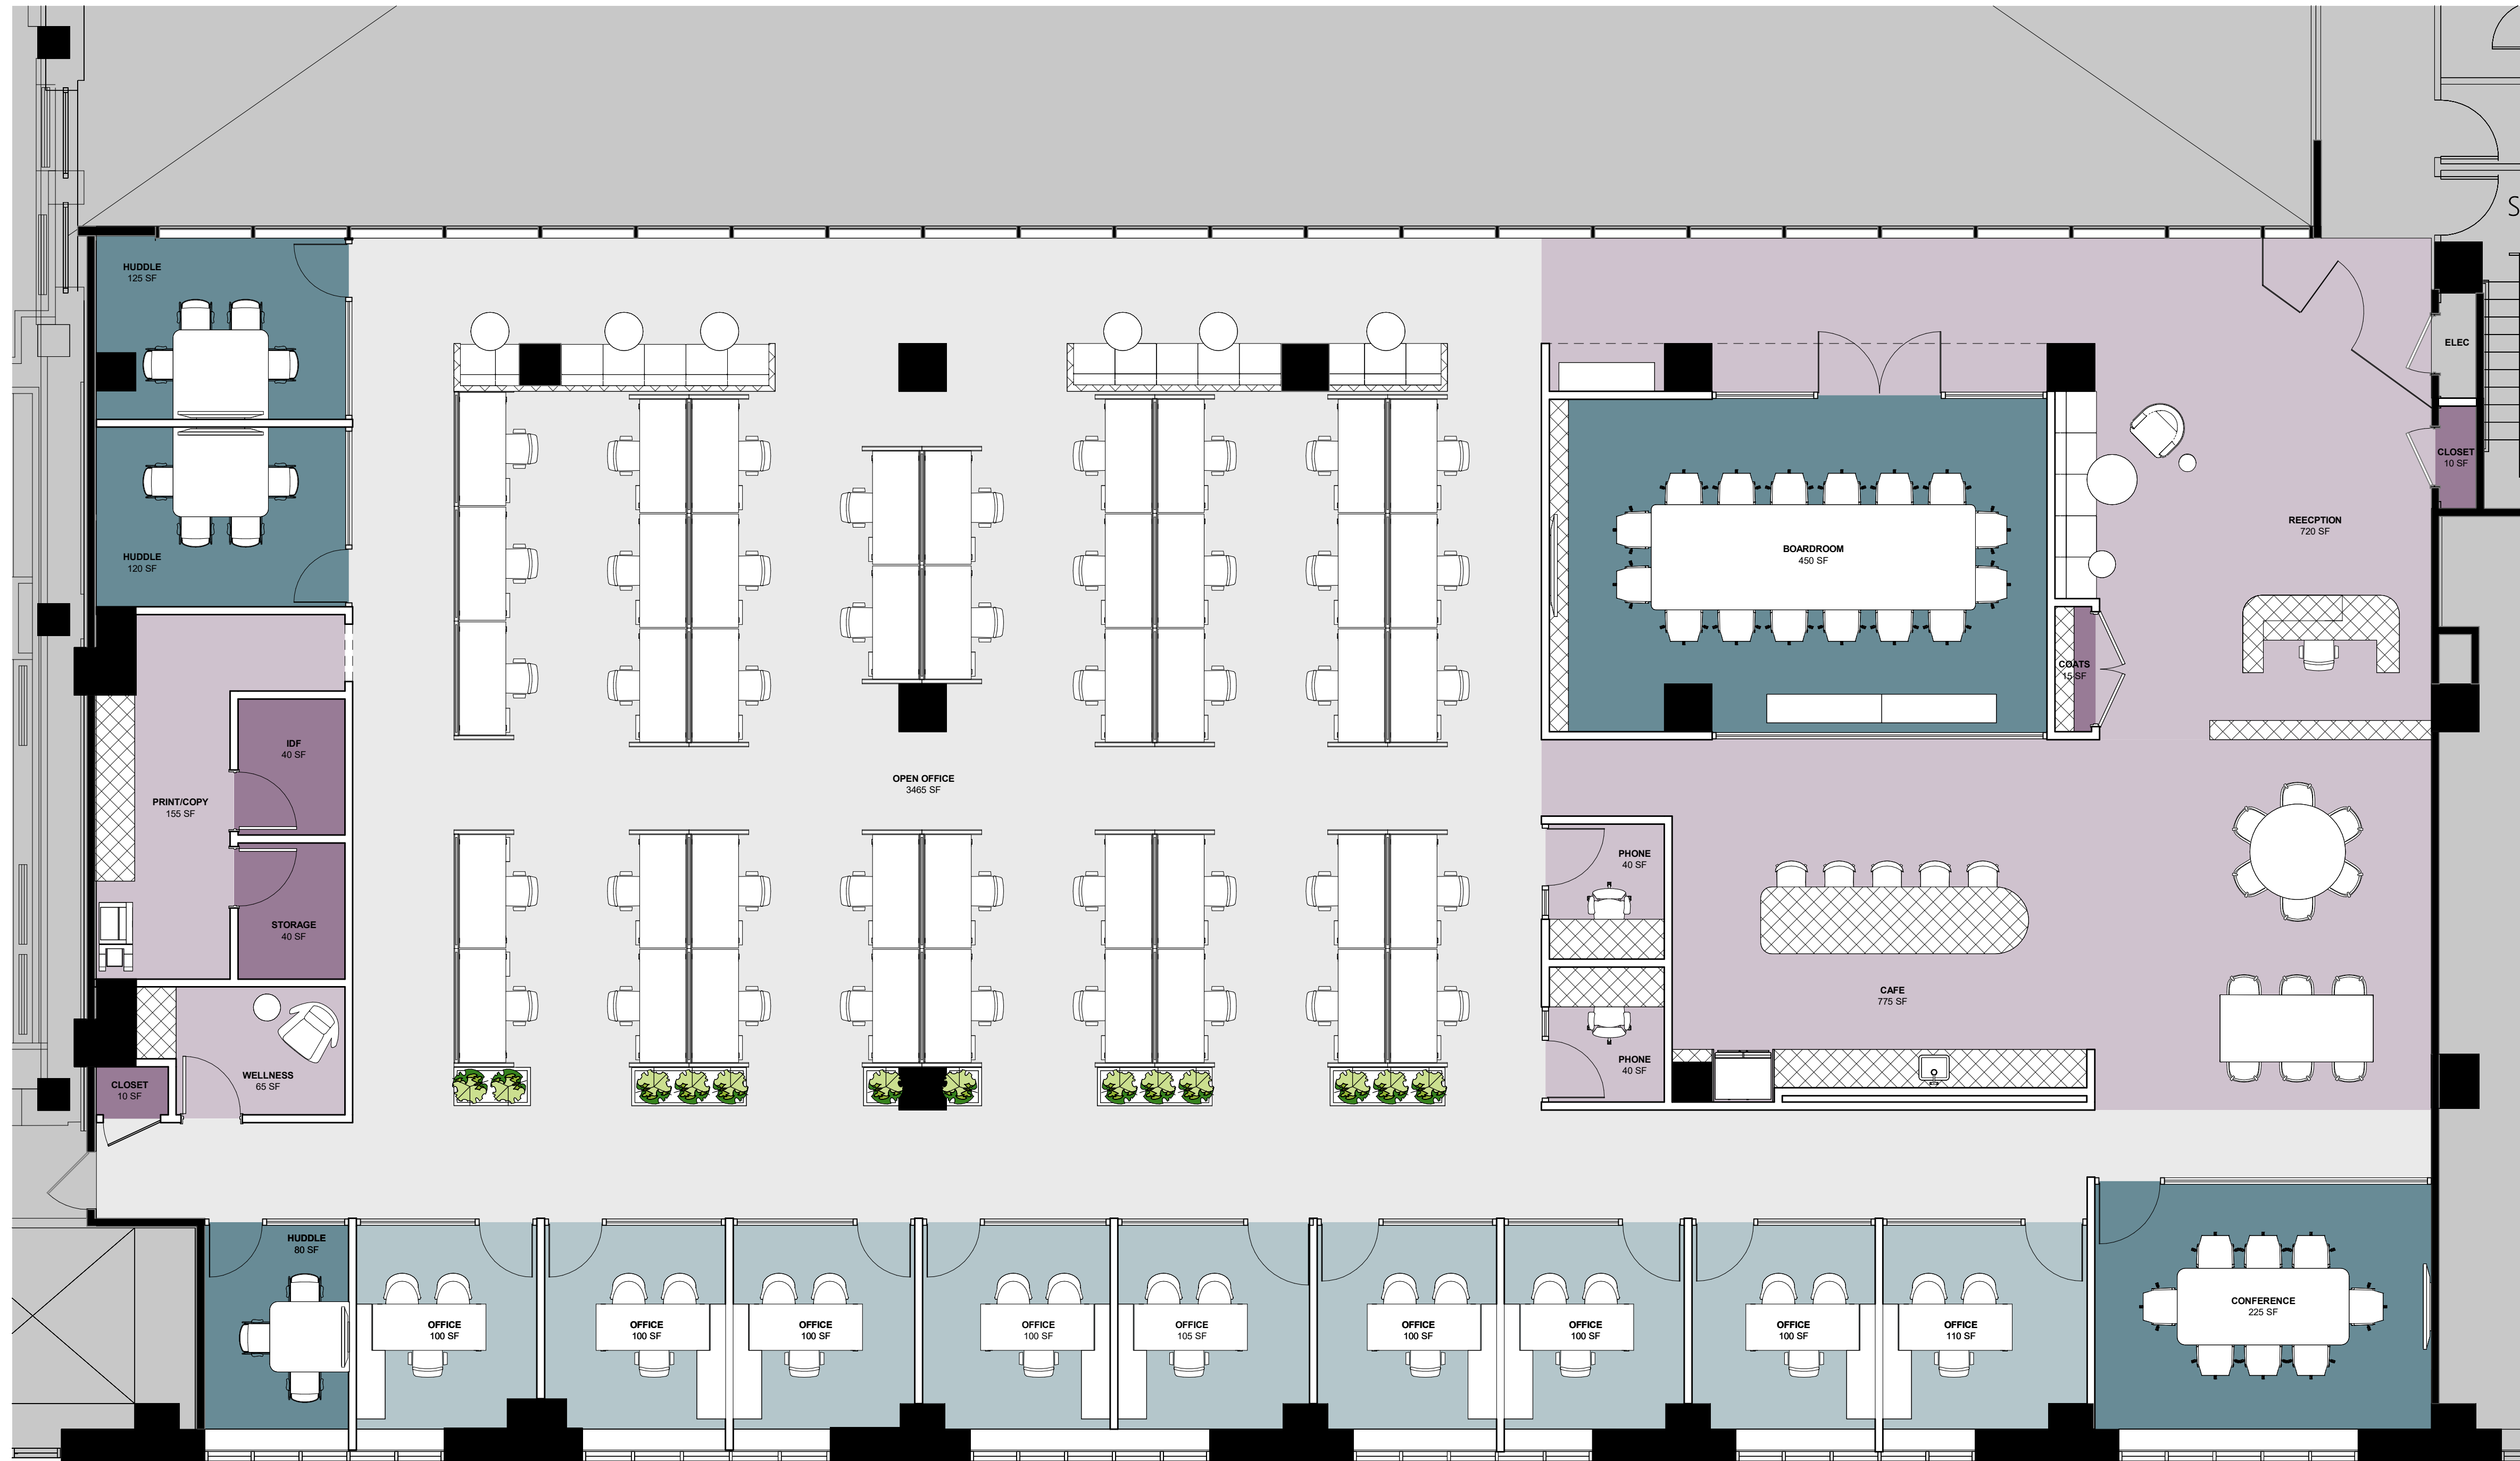 S
HUDDLE
125 SF
ELEC
CLOSET
10 SF
REECPTION
720 SF
BOARDROOM
450 SF
HUDDLE
120 SF
COATS
15 SF
IDF
40 SF
OPEN OFFICE
3465 SF
PRINT/COPY
155 SF
PHONE
40 SF
STORAGE
40 SF
CAFE
775 SF
PHONE
40 SF
WELLNESS
65 SF
CLOSET
10 SF
HUDDLE
80 SF
CONFERENCE
225 SF
OFFICE
100 SF
OFFICE
100 SF
OFFICE
100 SF
OFFICE
100 SF
OFFICE
105 SF
OFFICE
100 SF
OFFICE
100 SF
OFFICE
100 SF
OFFICE
110 SF